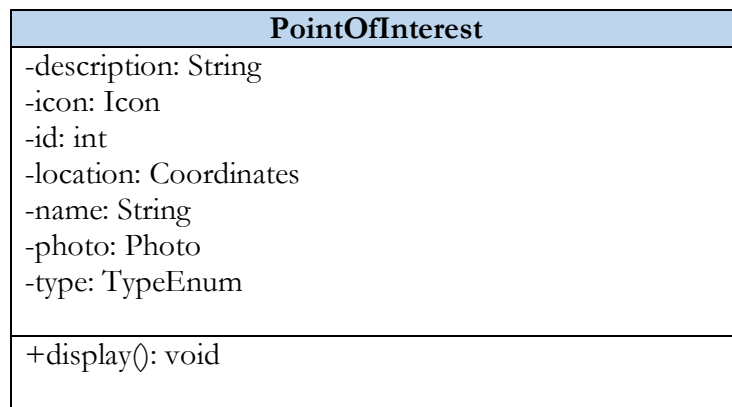 PointOfInterest
-description: String
-icon: Icon
-id: int
-location: Coordinates
-name: String
-photo: Photo
-type: TypeEnum
+display(): void